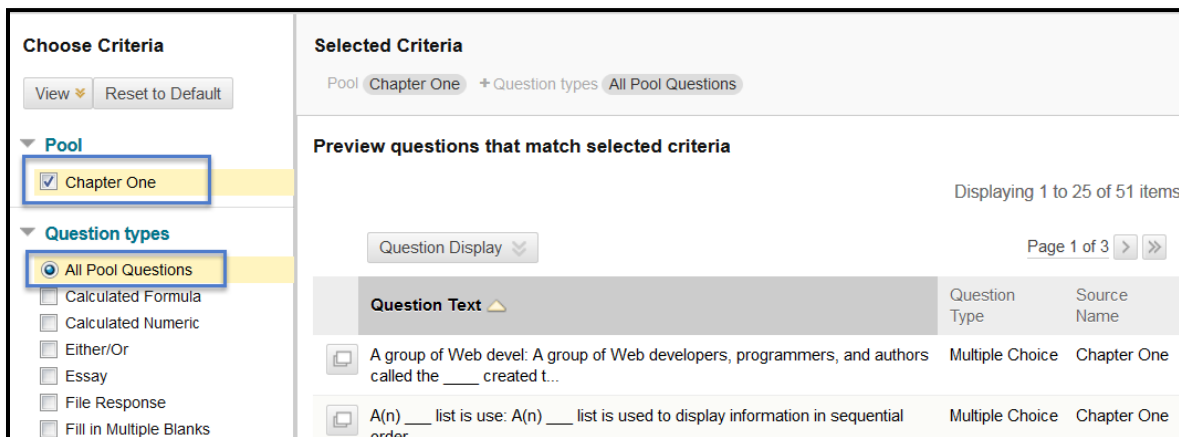 Choose Criteria
View Reset to Default
Pool
Chapter One
Question types
All Pool Questions
Calculated Formula
Calculated Numeric
Either/Or
Essay
File Response
Fill in Multiple Blanks
Selected Criteria
Pool Chapter One + Question types All Pool Questions
Preview questions that match selected criteria
Displaying 1 to 25 of 51 items
Question Display
Page 1 of 3 > >>
Question Text
Question
Type
Source
Name
A group of Web devel: A group of Web developers, programmers, and authors
called the ____ created t...
Multiple Choice Chapter One
A(n) ___ list is use: A(n) ___ list is used to display information in sequential
order
Multiple Choice Chapter One